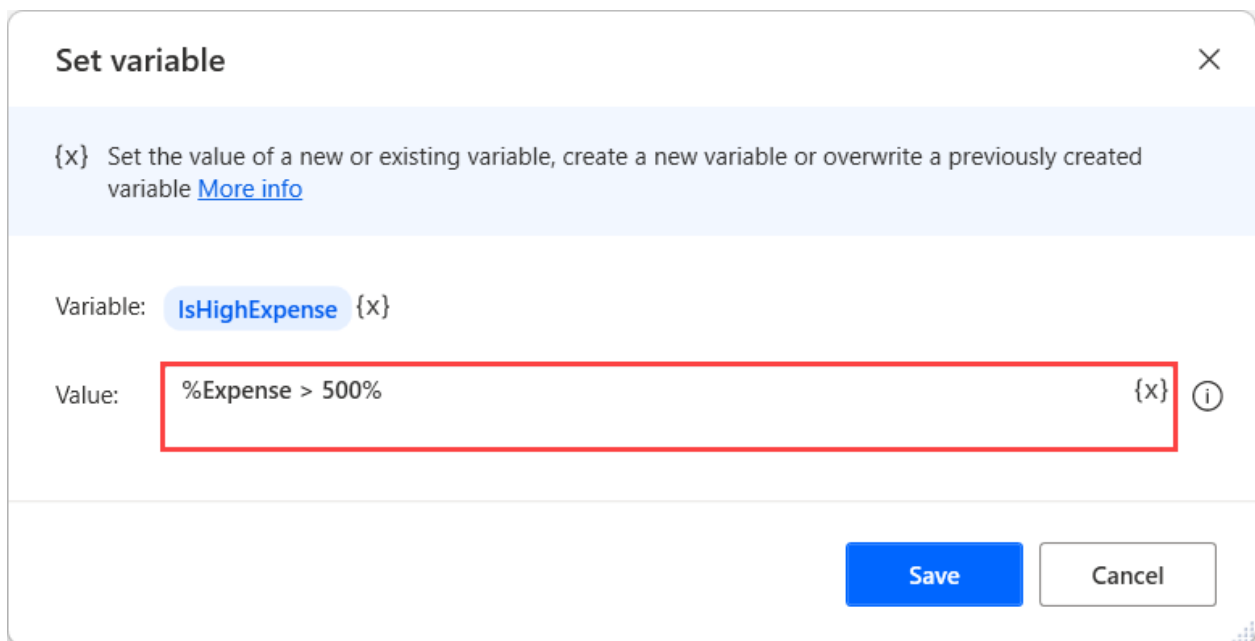 Set variable
{x} Set the value of a new or existing variable, create a new variable or overwrite a previously created
variable More info
Variable: IsHighExpense {x}
Value: %Expense > 500% {x}
Save Cancel